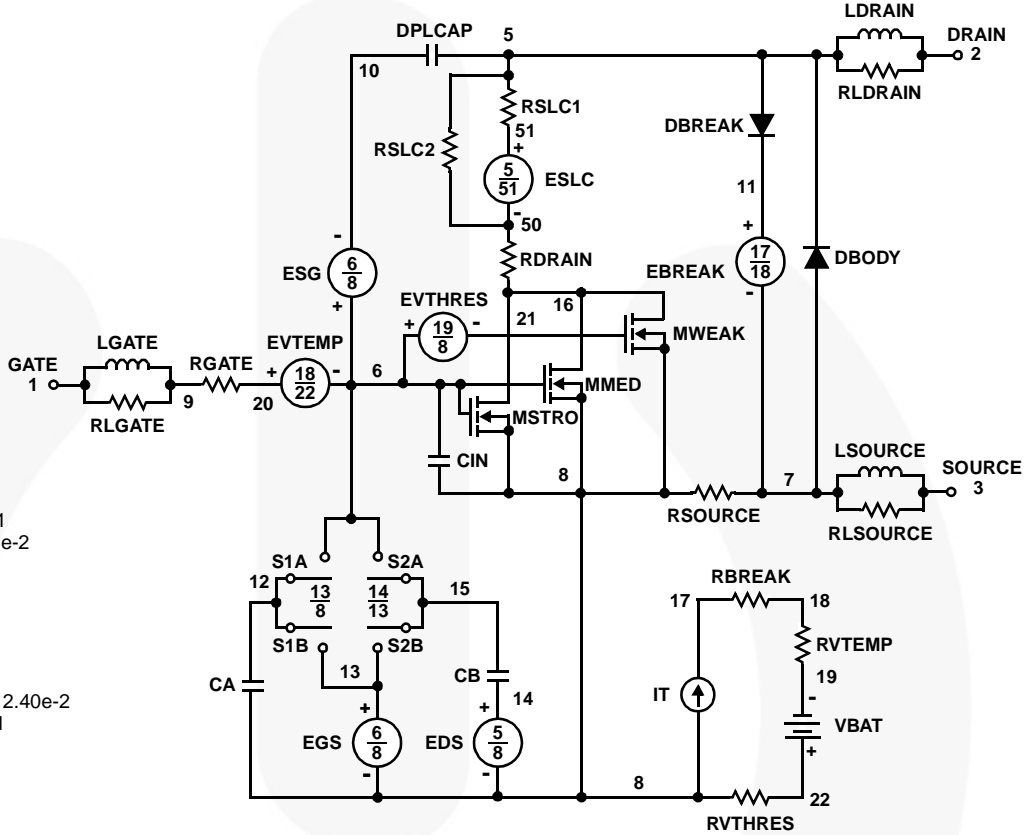 LDRAIN
DPLCAP
5
DRAIN
2
10
RLDRAIN
RSLC1
51
+
DBREAK
RSLC2
5
51
ESLC
11
-
50
+
-
RDRAIN
17
18
DBODY
ESG
6
8
EBREAK
EVTHRES
16
-
+
+
19
8
-
21
MWEAK
LGATE
EVTEMP
GATE
1
RGATE
+
18
22
-
6
MMED
9
20
MSTRO
RLGATE
LSOURCE
CIN
8
7
SOURCE
3
RSOURCE
RLSOURCE
e-2
S1A
S2A
RBREAK
12
13
8
14
13
15
17
18
S1B
S2B
RVTEMP
13
CB
19
CA
14
IT
-
2.40e-2
+
+
VBAT
EGS
6
8
EDS
5
8
+
-
-
8
22
RVTHRES